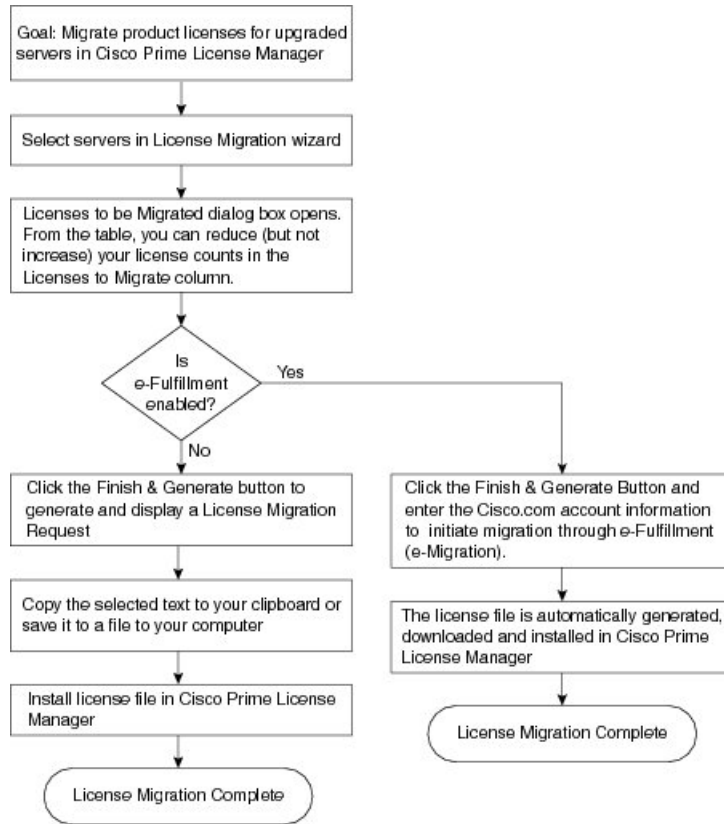 Goal: Migrate product licenses for upgraded
servers in Cisco Prime License Manager
Select servers in License Migration wizard
Licenses to be Migrated dialog box opens.
From the table, you can reduce (but not
increase) your license counts in the
Licenses to Migrate column.
Is
e-Fulfillment
enabled?
Yes
No
Click the Finish & Generate button to
generate and display a License Migration
Request
Copy the selected text to your clipboard or
save it to a file to your computer
Install license file in Cisco Prime License
Manager
License Migration Complete
Click the Finish & Generate Button and
enter the Cisco.com account information
to initiate migration through e-Fulfillment
(e-Migration).
The license file is automatically generated,
downloaded and installed in Cisco Prime
License Manager
License Migration Complete